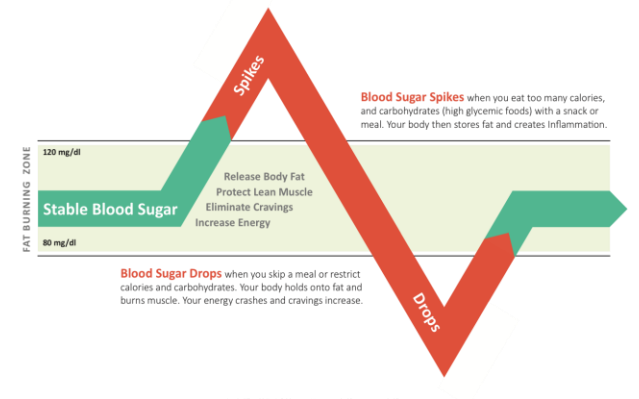 Spikes
Blood Sugar Spikes when you eat too many calories,
and carbohydrates (high glycemic foods) with a snack or
meal. Your body then stores fat and creates Inflammation.
FAT BURNING ZONE
120 mg/dl
Release Body Fat
Protect Lean Muscle
Eliminate Cravings
Increase Energy
Stable Blood Sugar
80 mg/dl
Blood Sugar Drops when you skip a meal or restrict
calories and carbohydrates. Your body holds onto fat and
burns muscle. Your energy crashes and cravings increase.
Drops